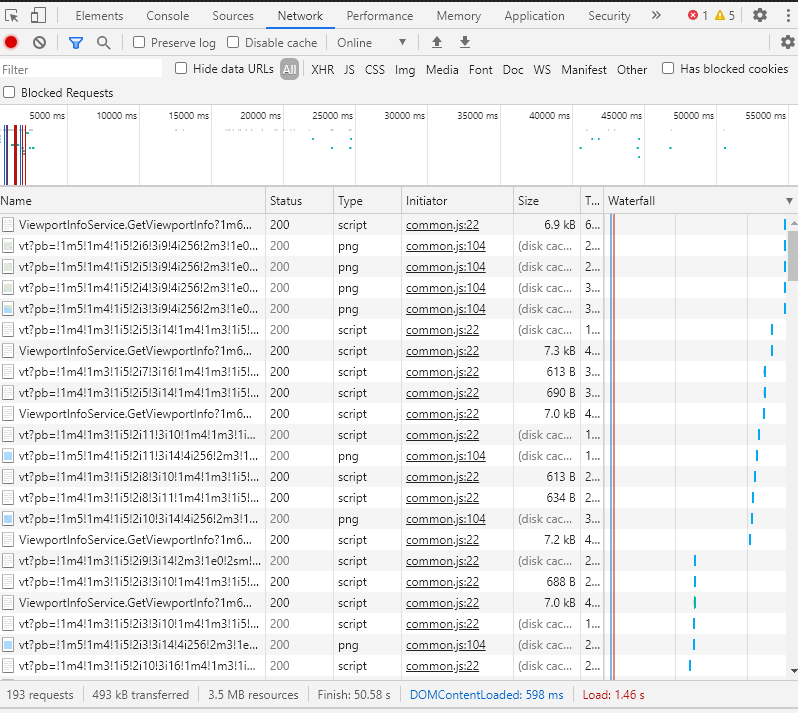 Elements Console Sources Network Performance Memory Application Security » 1 5
Preserve log Disable cache Online
Filter Hide data URLs All XHR JS CSS Img Media Font Doc WS Manifest Other Has blocked cookies
Blocked Requests
5000 ms 10000 ms 15000 ms 20000 ms 25000 ms 30000 ms 35000 ms 40000 ms 45000 ms 50000 ms 55000 ms
Name Status Type Initiator Size T... Waterfall
ViewportInfoService.GetViewportInfo?1m6... 200 script common.js:22 6.9 kB 6...
vt?pb=!1m5!1m4!1i5!2i6!3i9!4i256!2m3!1e0... 200 png common.js:104 (disk cac... 2...
vt?pb=!1m5!1m4!1i5!2i5!3i9!4i256!2m3!1e0... 200 png common.js:104 (disk cac... 2...
vt?pb=!1m5!1m4!1i5!2i4!3i9!4i256!2m3!1e0... 200 png common.js:104 (disk cac... 3...
vt?pb=!1m5!1m4!1i5!2i3!3i9!4i256!2m3!1e0... 200 png common.js:104 (disk cac... 3...
vt?pb=!1m4!1m3!1i5!2i5!3i14!1m4!1m3!1i5!... 200 script common.js:22 (disk cac... 1...
ViewportInfoService.GetViewportInfo?1m6... 200 script common.js:22 7.3 kB 4...
vt?pb=!1m4!1m3!1i5!2i7!3i16!1m4!1m3!1i5!... 200 script common.js:22 613 B 3...
vt?pb=!1m4!1m3!1i5!2i5!3i14!1m4!1m3!1i5!... 200 script common.js:22 690 B 3...
ViewportInfoService.GetViewportInfo?1m6... 200 script common.js:22 7.0 kB 4...
vt?pb=!1m4!1m3!1i5!2i11!3i10!1m4!1m3!1i... 200 script common.js:22 (disk cac... 1...
vt?pb=!1m5!1m4!1i5!2i11!3i14!4i256!2m3!1... 200 png common.js:104 (disk cac... 1...
vt?pb=!1m4!1m3!1i5!2i8!3i10!1m4!1m3!1i5!... 200 script common.js:22 613 B 2...
vt?pb=!1m4!1m3!1i5!2i8!3i11!1m4!1m3!1i5!... 200 script common.js:22 634 B 2...
vt?pb=!1m5!1m4!1i5!2i10!3i14!4i256!2m3!1... 200 png common.js:104 (disk cac... 3...
ViewportInfoService.GetViewportInfo?1m6... 200 script common.js:22 7.2 kB 4...
vt?pb=!1m4!1m3!1i5!2i9!3i14!2m3!1e0!2sm!... 200 script common.js:22 (disk cac... 2...
vt?pb=!1m4!1m3!1i5!2i3!3i10!1m4!1m3!1i5!... 200 script common.js:22 688 B 2...
ViewportInfoService.GetViewportInfo?1m6... 200 script common.js:22 7.0 kB 4...
vt?pb=!1m4!1m3!1i5!2i3!3i10!1m4!1m3!1i5!... 200 script common.js:22 (disk cac... 1...
vt?pb=!1m5!1m4!1i5!2i3!3i14!4i256!2m3!1e... 200 png common.js:104 (disk cac... 2...
vt?pb=!1m4!1m3!1i5!2i10!3i16!1m4!1m3!1i... 200 script common.js:22 (disk cac... 2...
193 requests 493 kB transferred 3.5 MB resources Finish: 50.58 s DOMContentLoaded: 598 ms Load: 1.46 s